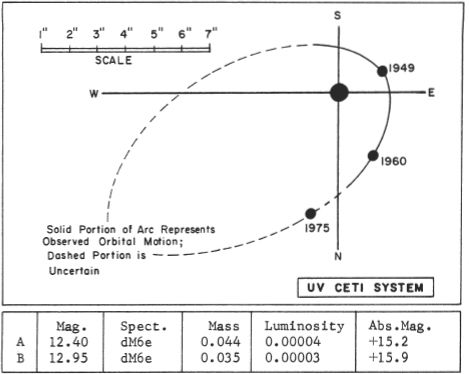 S
1" 2" 3" 4" 5" 6" 7"
SCALE
1949
W E
1960
Solid Portion of Arc Represents
Observed Orbital Motion;
Dashed Portion is
Uncertain
1975
N
UV CETI SYSTEM
Mag. Spect. Mass Luminosity Abs.Mag.
A 12.40 dM6e 0.044 0.00004 +15.2
B 12.95 dM6e 0.035 0.00003 +15.9